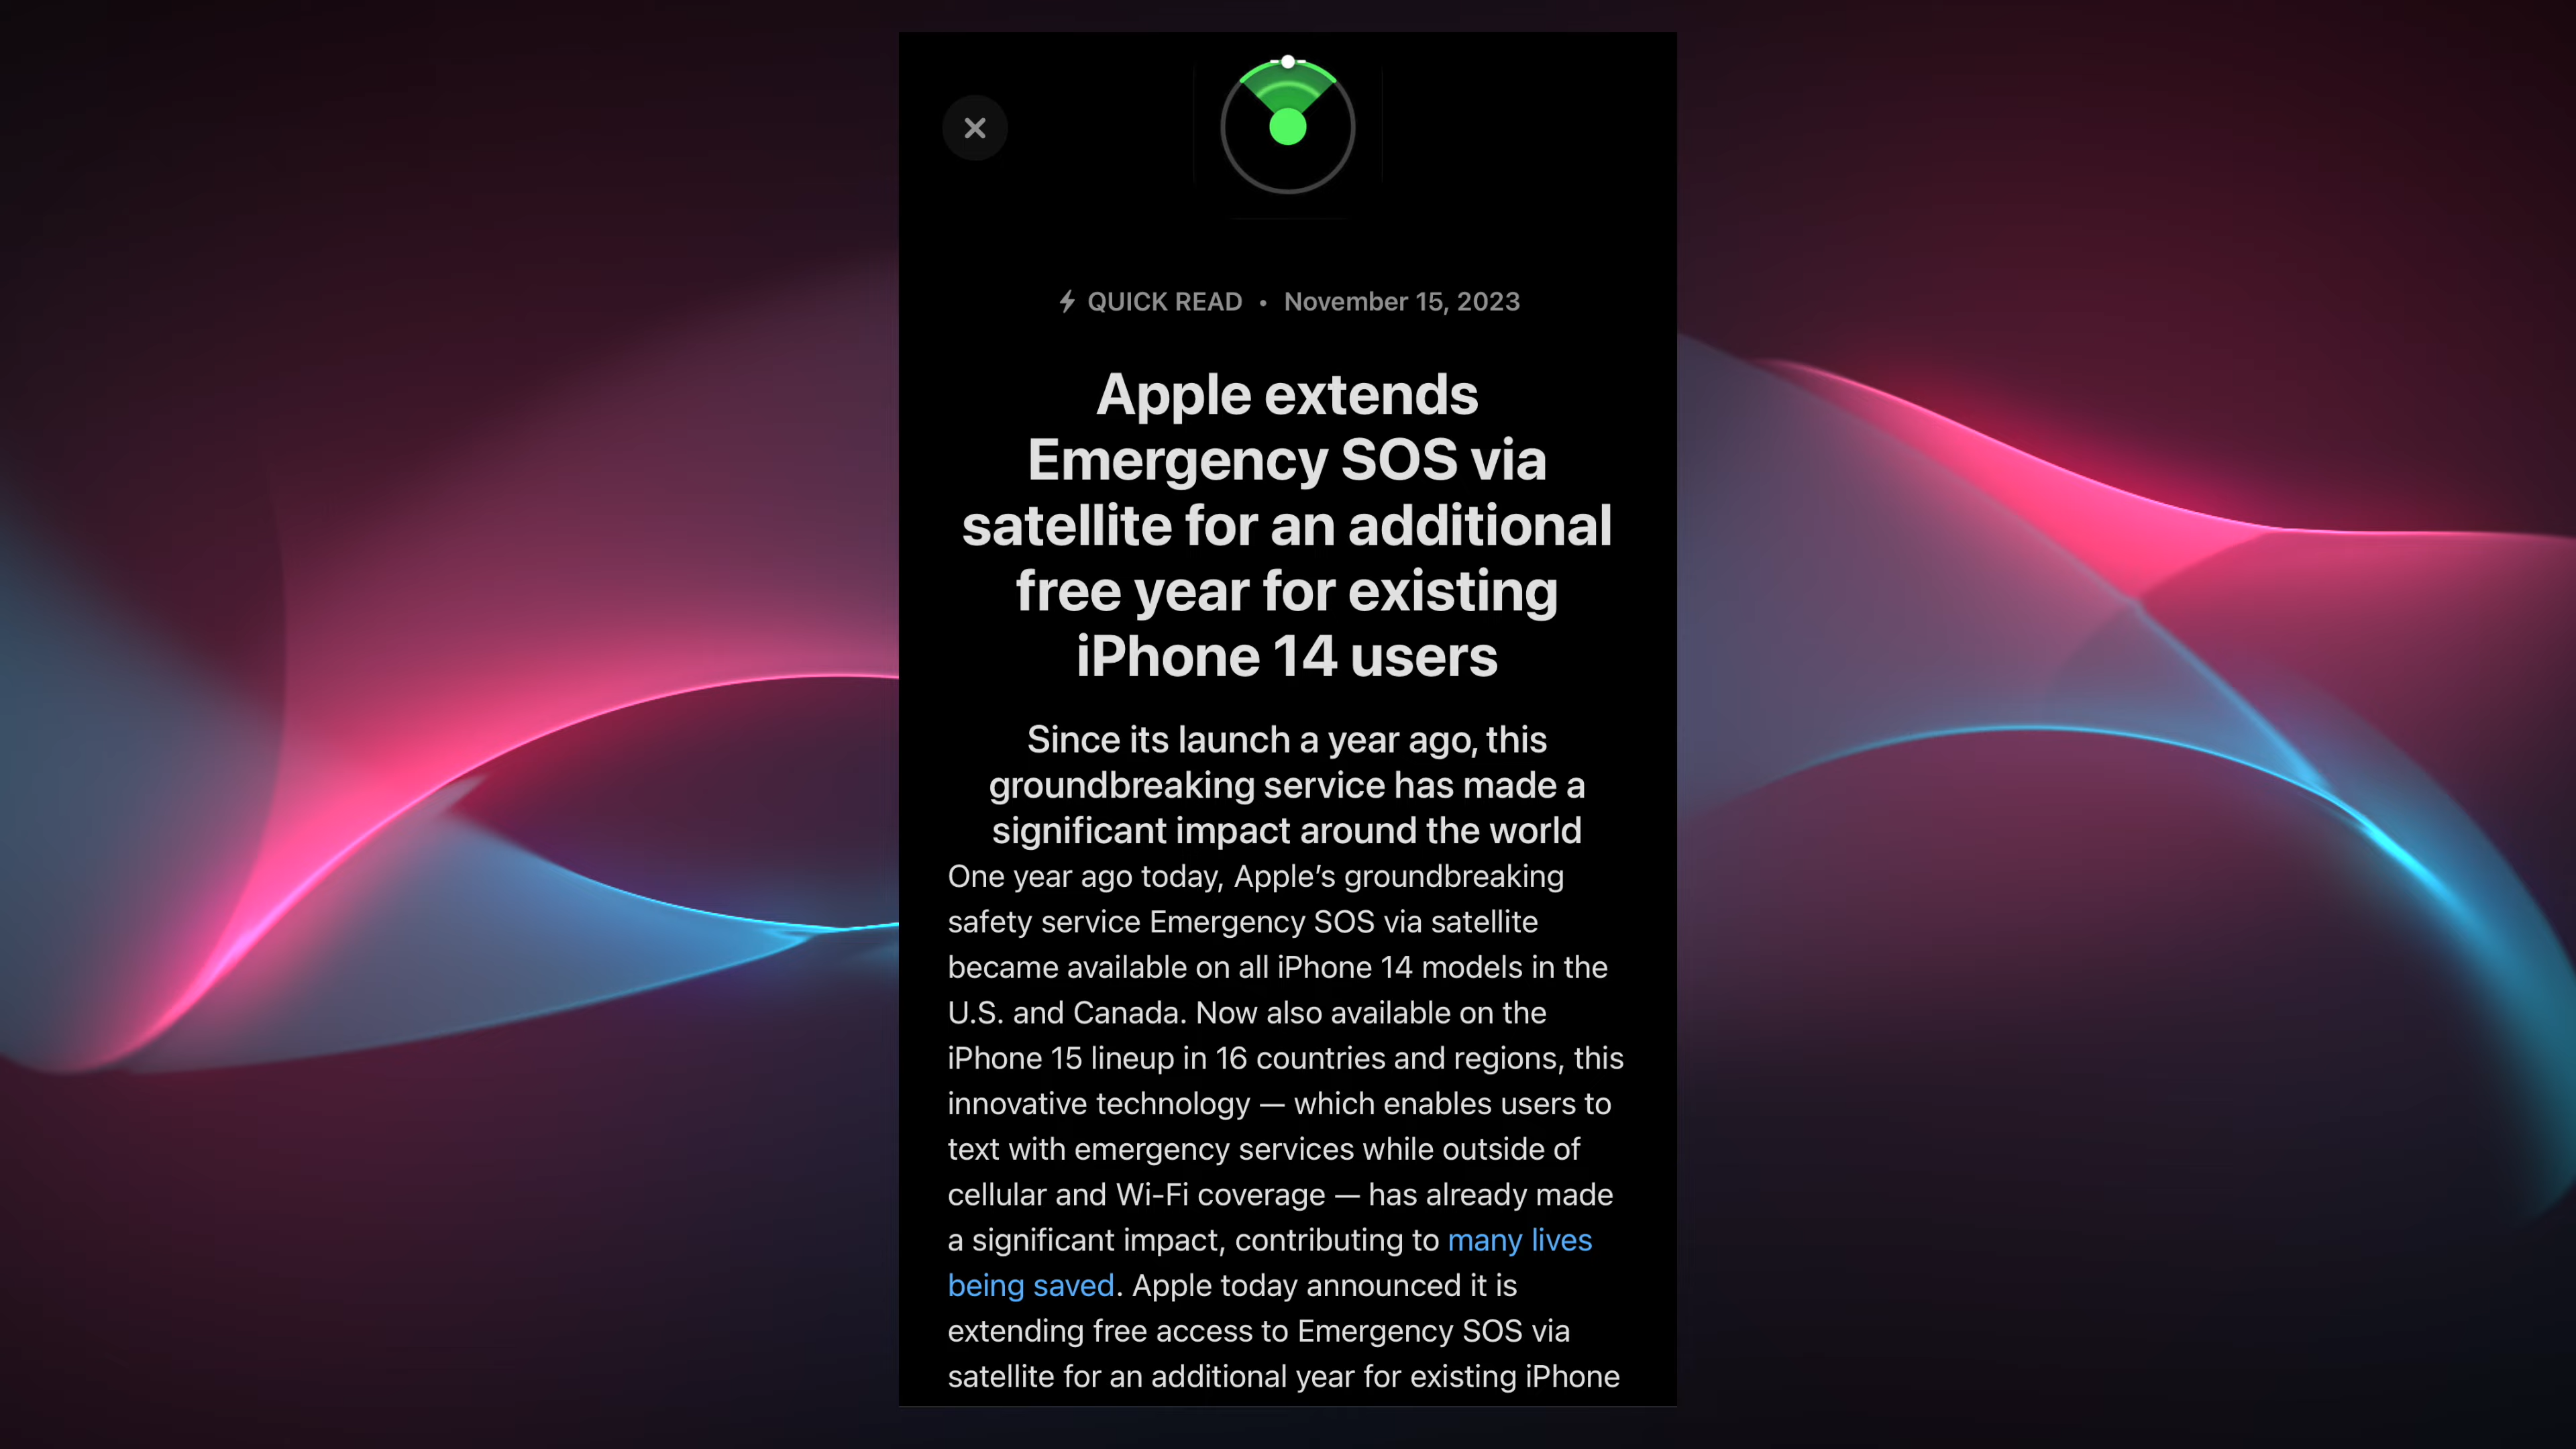 QUICK READ • November 15, 2023
Apple extends
Emergency SOS via
satellite for an additional
free year for existing
iPhone 14 users
Since its launch a year ago, this
groundbreaking service has made a
significant impact around the world
One year ago today, Apple’s groundbreaking
safety service Emergency SOS via satellite
became available on all iPhone 14 models in the
U.S. and Canada. Now also available on the
iPhone 15 lineup in 16 countries and regions, this
innovative technology — which enables users to
text with emergency services while outside of
cellular and Wi-Fi coverage — has already made
a significant impact, contributing to many lives
being saved. Apple today announced it is
extending free access to Emergency SOS via
satellite for an additional year for existing iPhone